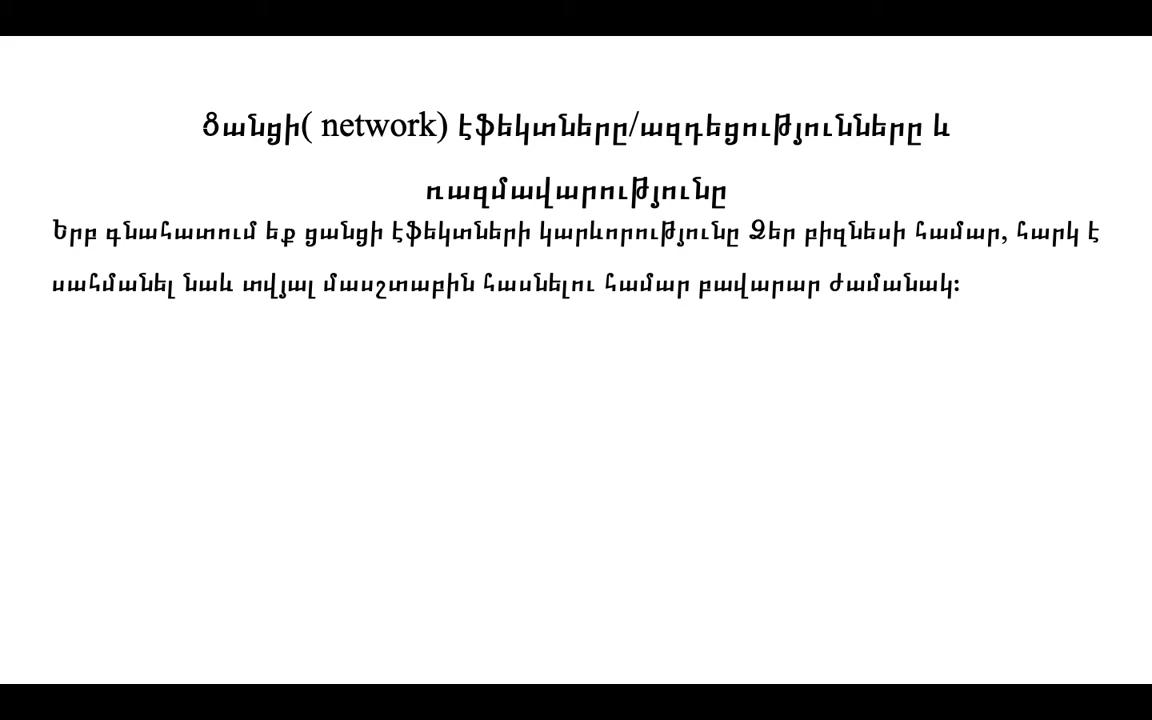 Ցանցի( network) էֆեկտները/ազդեցությունները և
ռազմավարությունը
Երբ գնահատում եք ցանցի էֆեկտների կարևորությունը Ձեր բիզնեսի համար, հարկ է
սահմանել նաև տվյալ մասշտաբին հասնելու համար բավարար ժամանակ։